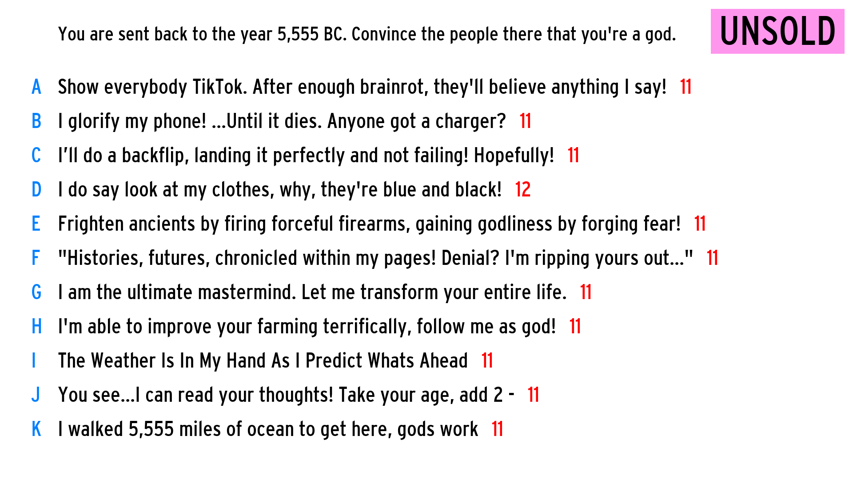 You are sent back to the year 5,555 BC. Convince the people there that you're a god.
UNSOLD
A Show everybody TikTok. After enough brainrot, they'll believe anything I say! 11
B I glorify my phone! ...Until it dies. Anyone got a charger? 11
C I'll do a backflip, landing it perfectly and not failing! Hopefully! 11
D I do say look at my clothes, why, they're blue and black! 12
E Frighten ancients by firing forceful firearms, gaining godliness by forging fear! 11
F "Histories, futures, chronicled within my pages! Denial? I'm ripping yours out..." 11
G I am the ultimate mastermind. Let me transform your entire life. 11
H I'm able to improve your farming terrifically, follow me as god! 11
I The Weather Is In My Hand As I Predict Whats Ahead 11
J You see...I can read your thoughts! Take your age, add 2 - 11
K I walked 5,555 miles of ocean to get here, gods work 11